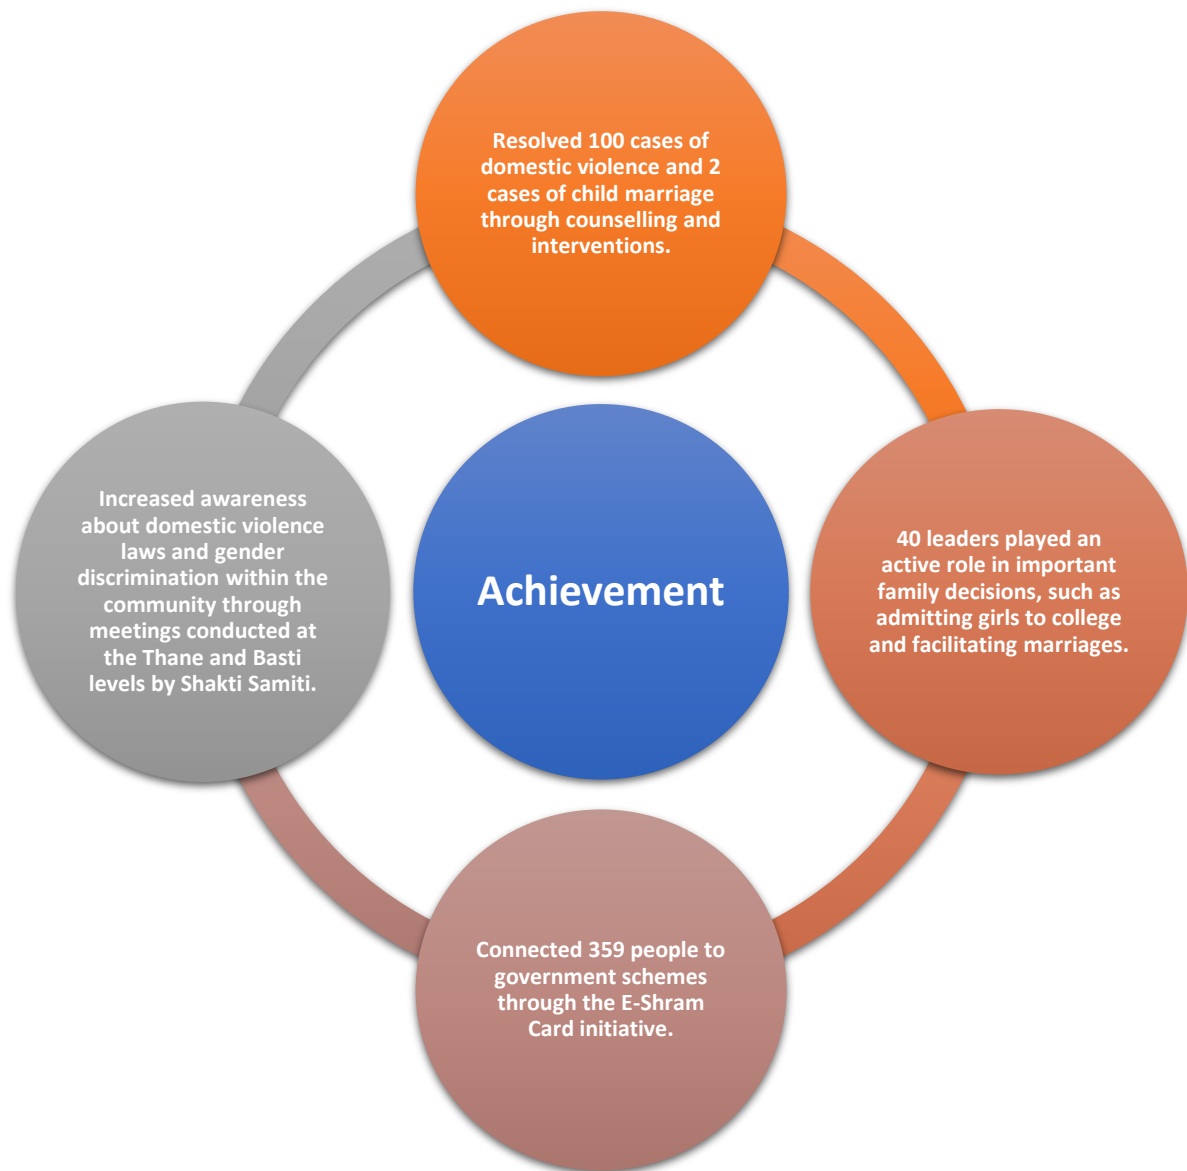 Resolved 100 cases of
domestic violence and 2
cases of child marriage
through counselling and
interventions.
Increased awareness
about domestic violence
laws and gender
discrimination within the
community through
meetings conducted at
the Thane and Basti
levels by Shakti Samiti.
Achievement
40 leaders played an
active role in important
family decisions, such as
admitting girls to college
and facilitating marriages.
Connected 359 people to
government schemes
through the E-Shram
Card initiative.